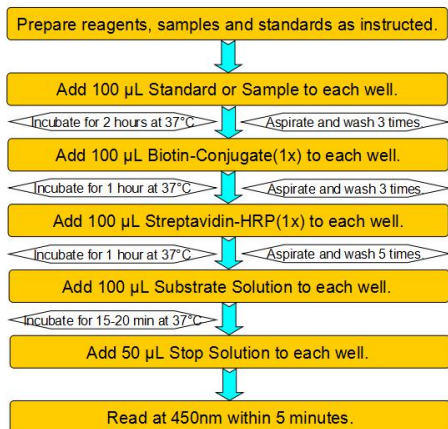 Prepare reagents, samples and standards as instructed.
Add 100 µL Standard or Sample to each well.
Incubate for 2 hours at 37°C
Aspirate and wash 3 times.
Add 100 µL Biotin-Conjugate(1x) to each well.
Incubate for 1 hour at 37°C
Aspirate and wash 3 times.
Add 100 µL Streptavidin-HRP(1x) to each well.
Incubate for 1 hour at 37°C
Aspirate and wash 5 times.
Add 100 µL Substrate Solution to each well.
Incubate for 15-20 min at 37°C
Add 50 µL Stop Solution to each well.
Read at 450nm within 5 minutes.